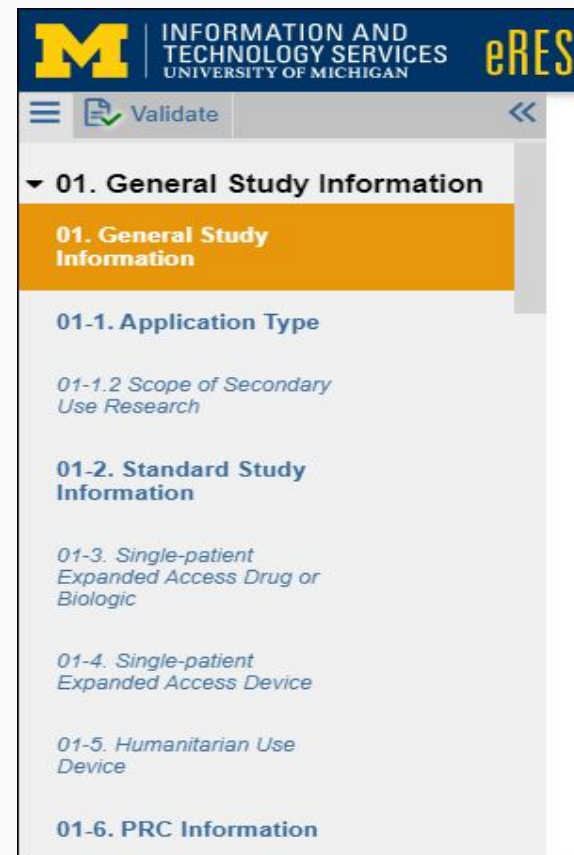 M
INFORMATION AND
TECHNOLOGY SERVICES
UNIVERSITY OF MICHIGAN
eRES
Validate
01. General Study Information
01. General Study
Information
01-1. Application Type
01-1.2 Scope of Secondary
Use Research
01-2. Standard Study
Information
01-3. Single-patient
Expanded Access Drug or
Biologic
01-4. Single-patient
Expanded Access Device
01-5. Humanitarian Use
Device
01-6. PRC Information